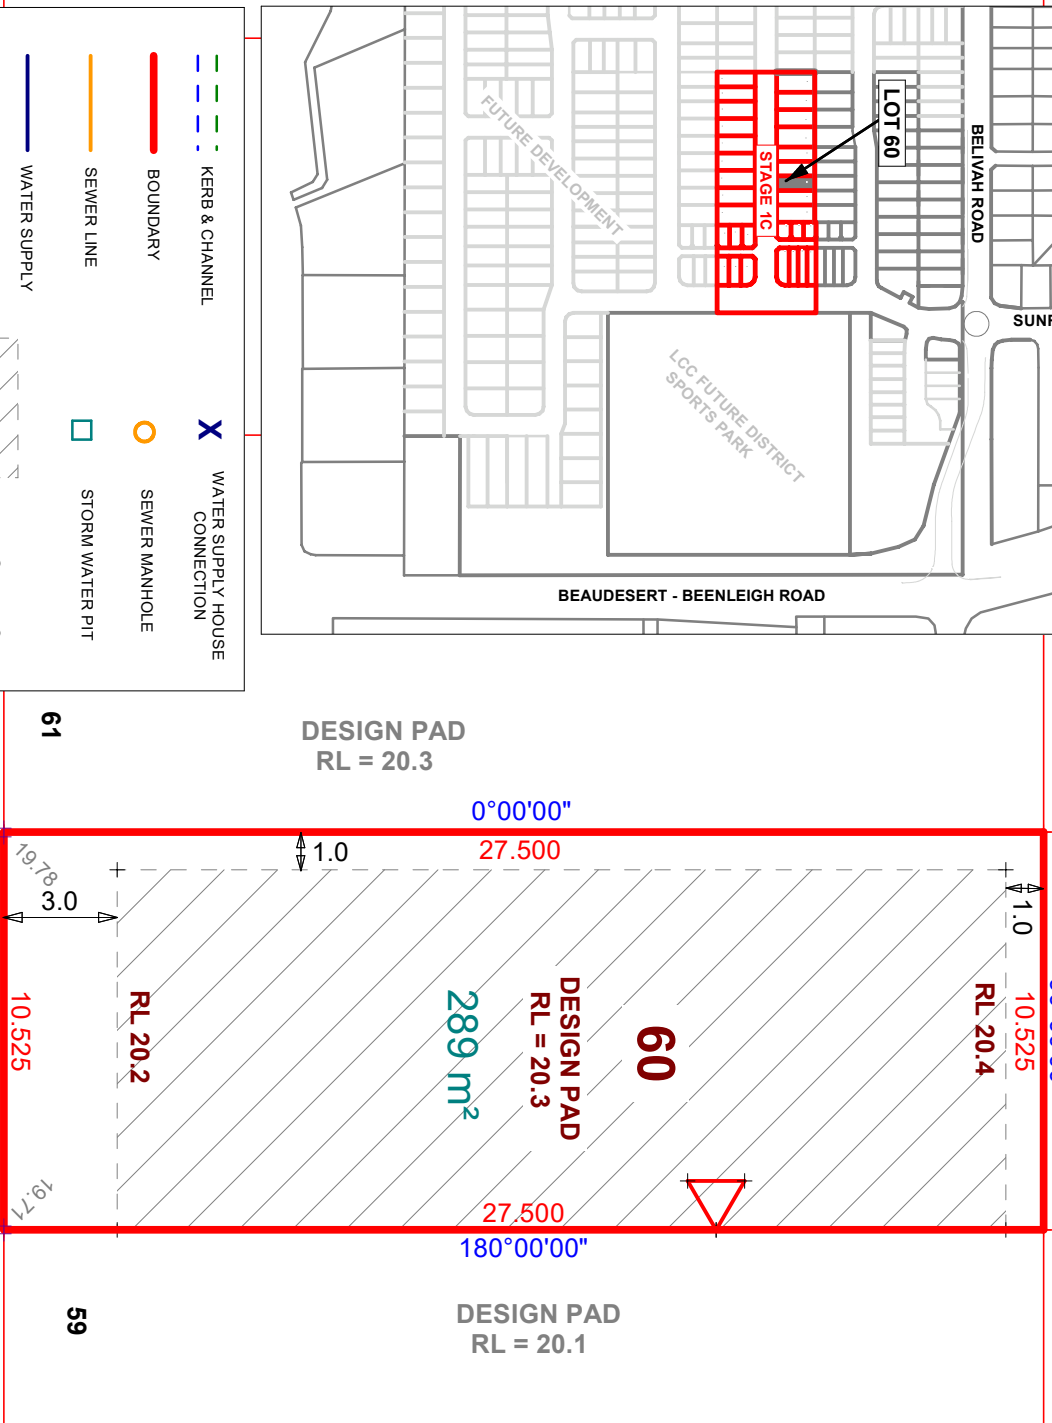 LOT 60
BELIVAH ROAD
STAGE 1C
FUTURE DEVELOPMENT
LCC FUTURE DISTRICT
SPORTS PARK
BEAUDESERT - BEENLEIGH ROAD
KERB & CHANNEL
BOUNDARY
SEWER LINE
WATER SUPPLY
X
WATER SUPPLY HOUSE
CONNECTION
SEWER MANHOLE
STORM WATER PIT
61
DESIGN PAD
RL = 20.3
0°00'00"
27.500
1.0
19.78
3.0
1.0
10.525
RL 20.2
289 m²
DESIGN PAD
RL = 20.3
60
RL 20.4
10.525
19.71
27.500
180°00'00"
59
DESIGN PAD
RL = 20.1